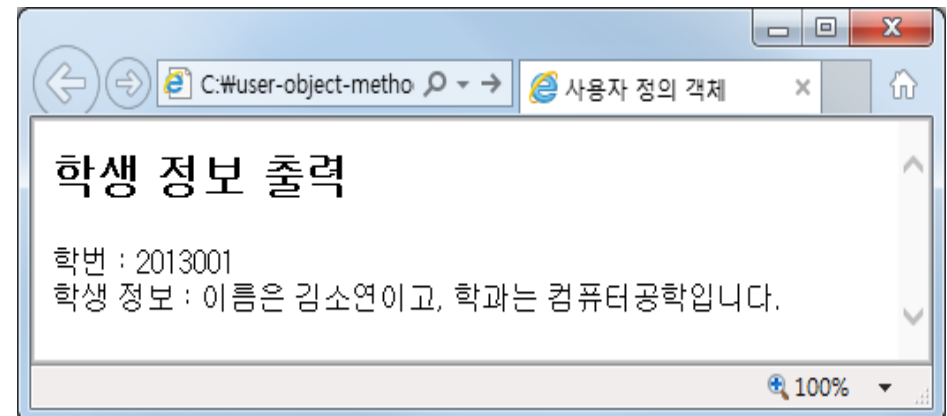 C:₩user-object-metho
사용자 정의 객체
학생 정보 출력
학번 : 2013001
학생 정보 : 이름은 김소연이고, 학과는 컴퓨터공학입니다.
100%